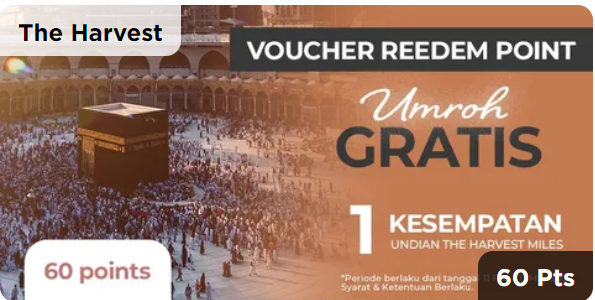 The Harvest
VOUCHER REEDEM POINT
Umroh
GRATIS
1 KESEMPATAN
UNDIAN THE HARVEST MILES
60 points
*Periode berlaku dari tanggal
Syarat & Ketentuan Berlaku.
60 Pts